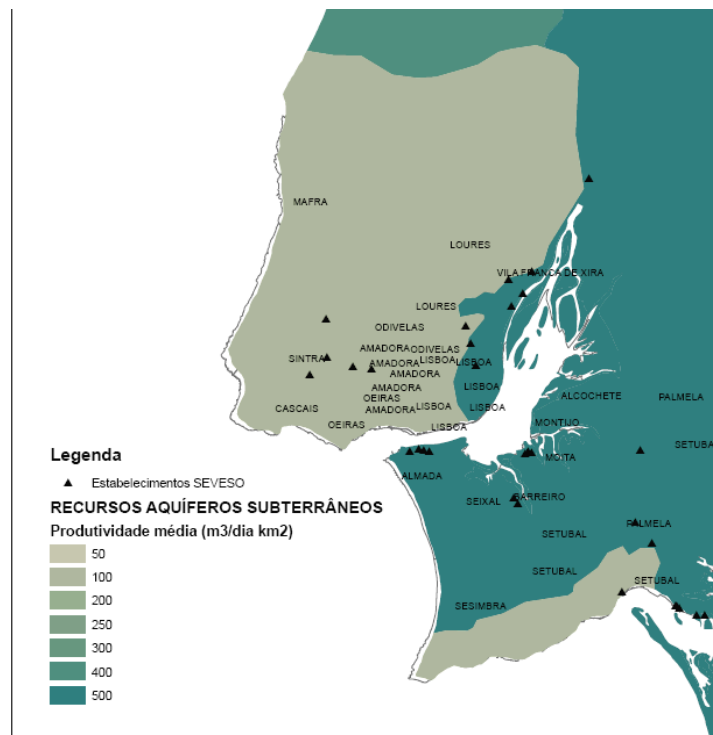 MAFRA
LOURES
VILA FRANCA DE XIRA
LOURES
ODIVELAS
AMADORA
ODIVELAS
SINTRA
AMADORA
LISBOA
LISBOA
AMADORA
AMADORA
LISBOA
OEIRAS
CASCAIS
AMADORA
LISBOA
LISBOA
OEIRAS
LISBOA
ALCOCHETE
PALMELA
MONTIJO
SETUBA
MOITA
ALMADA
SEIXAL
BARREIRO
SETUBAL
PALMELA
SETUBAL
SETUBAL
SESIMBRA
Legenda
Estabelecimentos SEVESO
RECURSOS AQUÍFEROS SUBTERRÂNEOS
Produtividade média (m3/dia km2)
50
100
200
250
300
400
500